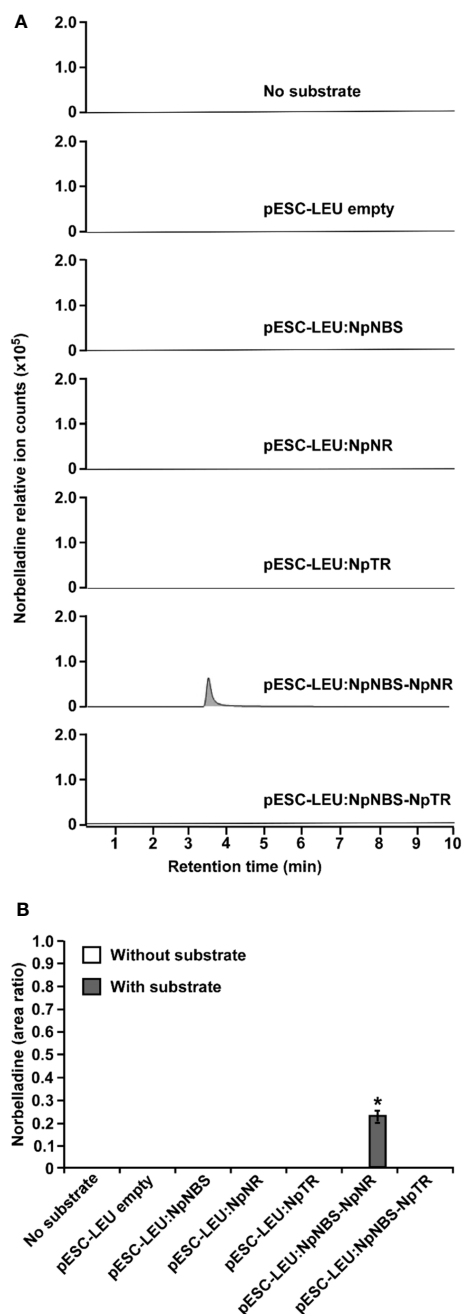 A
Norbelladine relative ion counts (x10⁵)
2.0
1.0
0
No substrate
2.0
1.0
0
pESC-LEU empty
2.0
1.0
0
pESC-LEU:NpNBS
2.0
1.0
0
pESC-LEU:NpNR
2.0
1.0
0
pESC-LEU:NpTR
2.0
1.0
0
pESC-LEU:NpNBS-NpNR
2.0
1.0
0
pESC-LEU:NpNBS-NpTR
1 2 3 4 5 6 7 8 9 10
Retention time (min)
B
Norbelladine (area ratio)
1.0
0.9
0.8
0.7
0.6
0.5
0.4
0.3
0.2
0.1
0
Without substrate
With substrate
*
No substrate
pESC-LEU empty
pESC-LEU:NpNBS
pESC-LEU:NpNR
pESC-LEU:NpTR
pESC-LEU:NpNBS-NpNR
pESC-LEU:NpNBS-NpTR